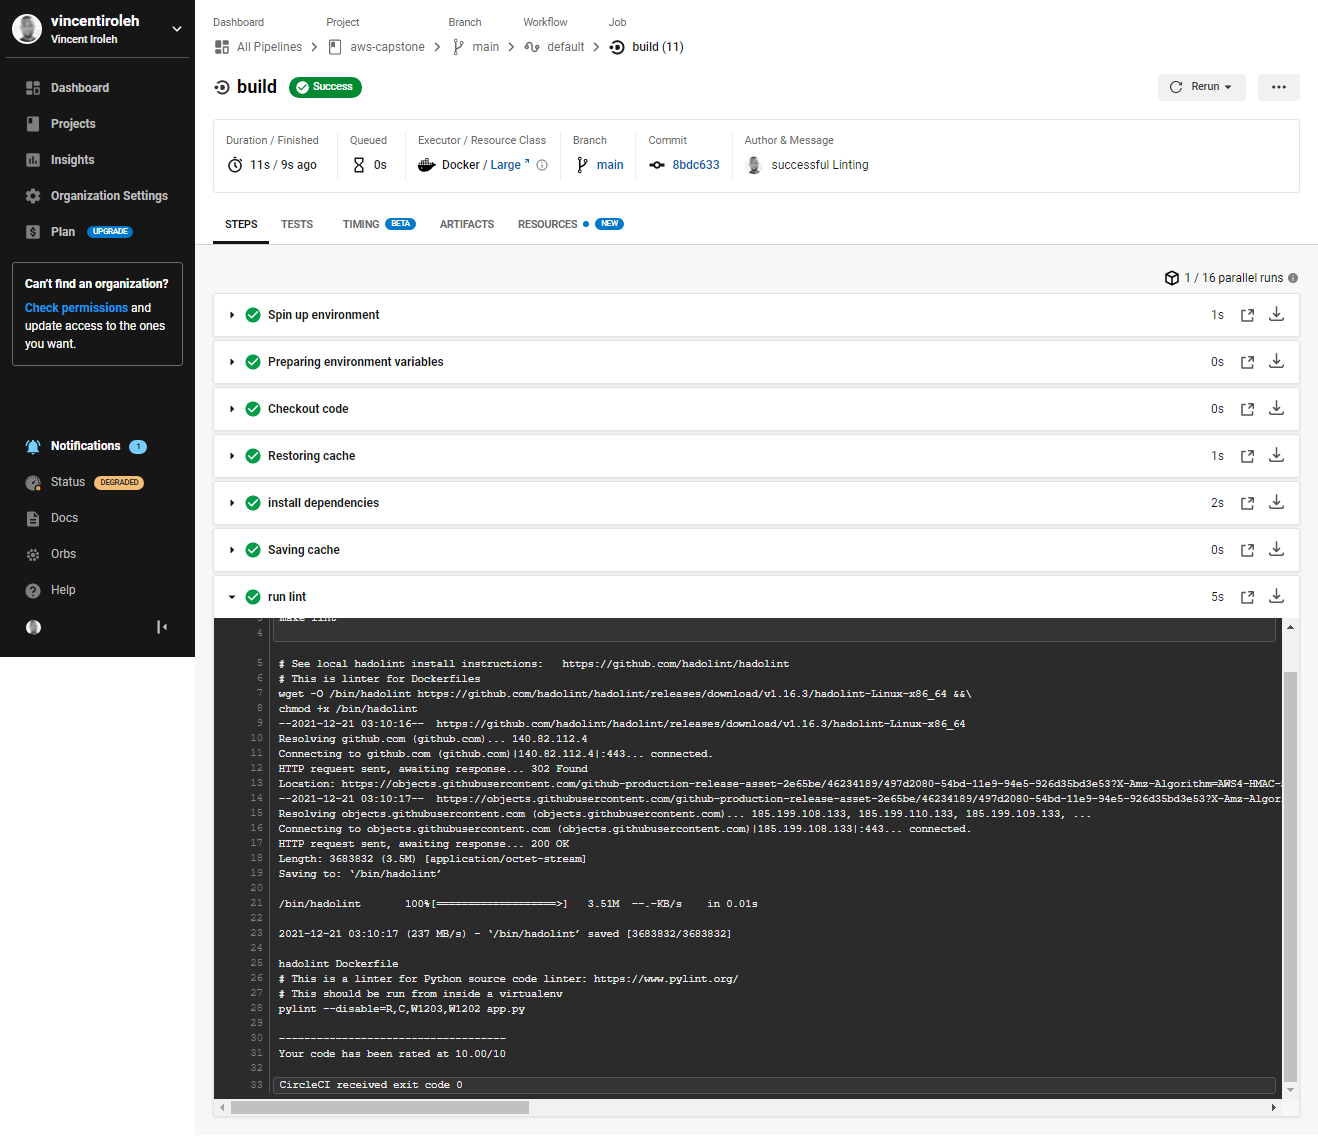 vincentiroleh
Vincent Iroleh
Dashboard
Projects
Insights
Organization Settings
Plan UPGRADE
Can't find an organization?
Check permissions and
update access to the ones
you want.
Notifications 1
Status DEGRADED
Docs
Orbs
Help
Dashboard Project Branch Workflow Job
All Pipelines aws-capstone main default build (11)
build Success Rerun
Duration / Finished Queued Executor / Resource Class Branch Commit Author & Message
11s / 9s ago 0s Docker / Large main 8bdc633 successful Linting
STEPS TESTS TIMING BETA ARTIFACTS RESOURCES NEW
1 / 16 parallel runs
Spin up environment 1s
Preparing environment variables 0s
Checkout code 0s
Restoring cache 1s
install dependencies 2s
Saving cache 0s
run lint 5s
3 make lint
4
5 # See local hadolint install instructions:   https://github.com/hadolint/hadolint
6 # This is linter for Dockerfiles
7 wget -O /bin/hadolint https://github.com/hadolint/hadolint/releases/download/v1.16.3/hadolint-Linux-x86_64 &&\
8 chmod +x /bin/hadolint
9 --2021-12-21 03:10:16--  https://github.com/hadolint/hadolint/releases/download/v1.16.3/hadolint-Linux-x86_64
10 Resolving github.com (github.com)... 140.82.112.4
11 Connecting to github.com (github.com)|140.82.112.4|:443... connected.
12 HTTP request sent, awaiting response... 302 Found
13 Location: https://objects.githubusercontent.com/github-production-release-asset-2e65be/46234189/497d2080-54bd-11e9-94e5-926d35bd3e53?X-Amz-Algorithm=AWS4-HMAC-
14 --2021-12-21 03:10:17--  https://objects.githubusercontent.com/github-production-release-asset-2e65be/46234189/497d2080-54bd-11e9-94e5-926d35bd3e53?X-Amz-Algor
15 Resolving objects.githubusercontent.com (objects.githubusercontent.com)... 185.199.108.133, 185.199.110.133, 185.199.109.133, ...
16 Connecting to objects.githubusercontent.com (objects.githubusercontent.com)|185.199.108.133|:443... connected.
17 HTTP request sent, awaiting response... 200 OK
18 Length: 3683832 (3.5M) [application/octet-stream]
19 Saving to: ‘/bin/hadolint’
20
21 /bin/hadolint       100%[===================>]   3.51M  --.-KB/s    in 0.01s
22
23 2021-12-21 03:10:17 (237 MB/s) - ‘/bin/hadolint’ saved [3683832/3683832]
24
25 hadolint Dockerfile
26 # This is a linter for Python source code linter: https://www.pylint.org/
27 # This should be run from inside a virtualenv
28 pylint --disable=R,C,W1203,W1202 app.py
29
30 ------------------------------------
31 Your code has been rated at 10.00/10
32
33 CircleCI received exit code 0